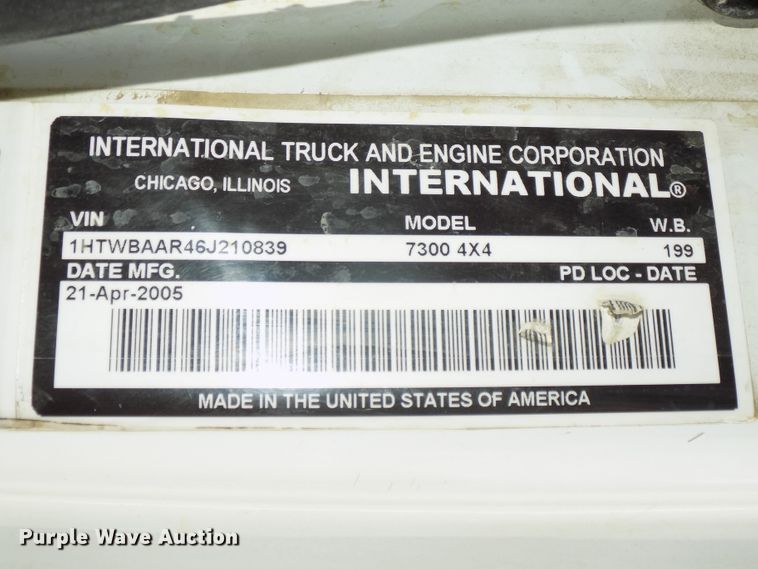 INTERNATIONAL TRUCK AND ENGINE CORPORATION
CHICAGO, ILLINOIS INTERNATIONAL®
VIN MODEL W.B.
1HTWBAAR46J210839 7300 4X4 199
DATE MFG. PD LOC - DATE
21-Apr-2005
MADE IN THE UNITED STATES OF AMERICA
Purple Wave Auction